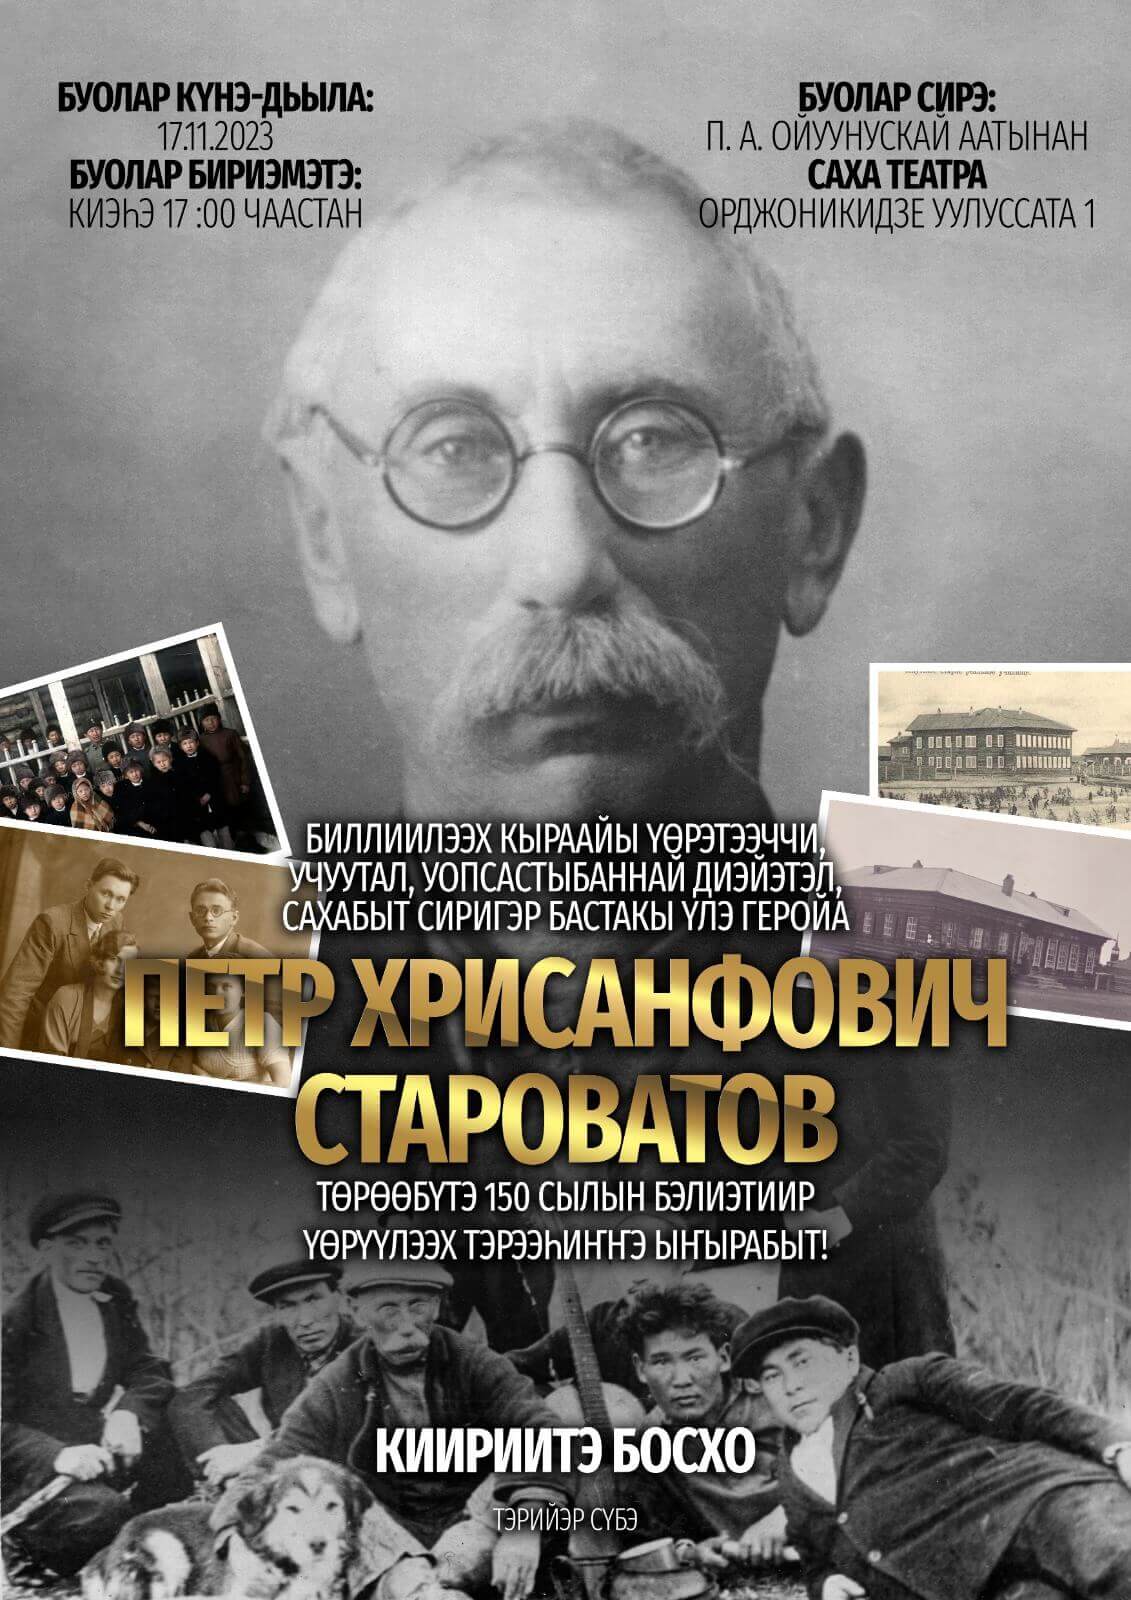 БУОЛАР КҮНЭ-ДЬЫЛА:
17.11.2023
БУОЛАР БИРИЭМЭТЭ:
КИЭҺЭ 17 :00 ЧААСТАН
БУОЛАР СИРЭ:
П. А. ОЙУУНУСКАЙ ААТЫНАН
САХА ТЕАТРА
ОРДЖОНИКИДЗЕ УУЛУССАТА 1
БИЛЛИИЛЭЭХ КЫРААЙЫ ҮӨРЭТЭЭЧЧИ,
УЧУУТАЛ, УОПСАСТЫБАННАЙ ДИЭЙЭТЭЛ,
САХАБЫТ СИРИГЭР БАСТАКЫ ҮЛЭ ГЕРОЙА
ПЕТР ХРИСАНФОВИЧ
СТАРОВАТОВ
ТӨРӨӨБҮТЭ 150 СЫЛЫН БЭЛИЭТИИР
ҮӨРҮҮЛЭЭХ ТЭРЭЭҺИҤҤЭ ЫҤЫРАБЫТ!
КИИРИИТЭ БОСХО
ТЭРИЙЭР СҮБЭ